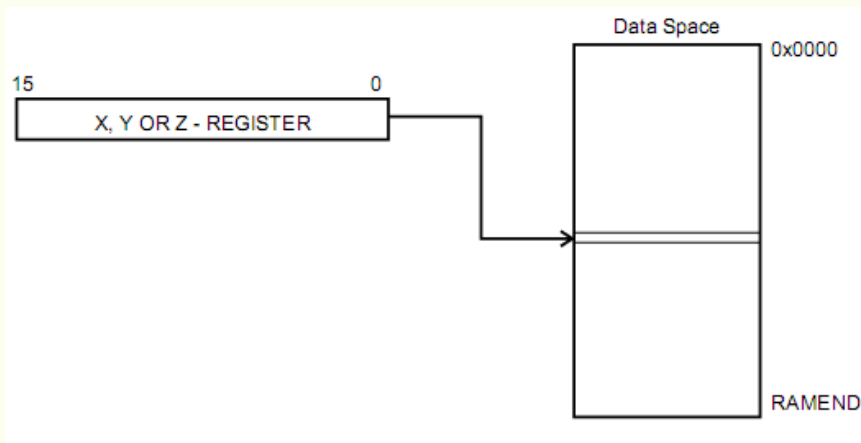 Data Space
0x0000
15 0
X, Y OR Z - REGISTER
RAMEND